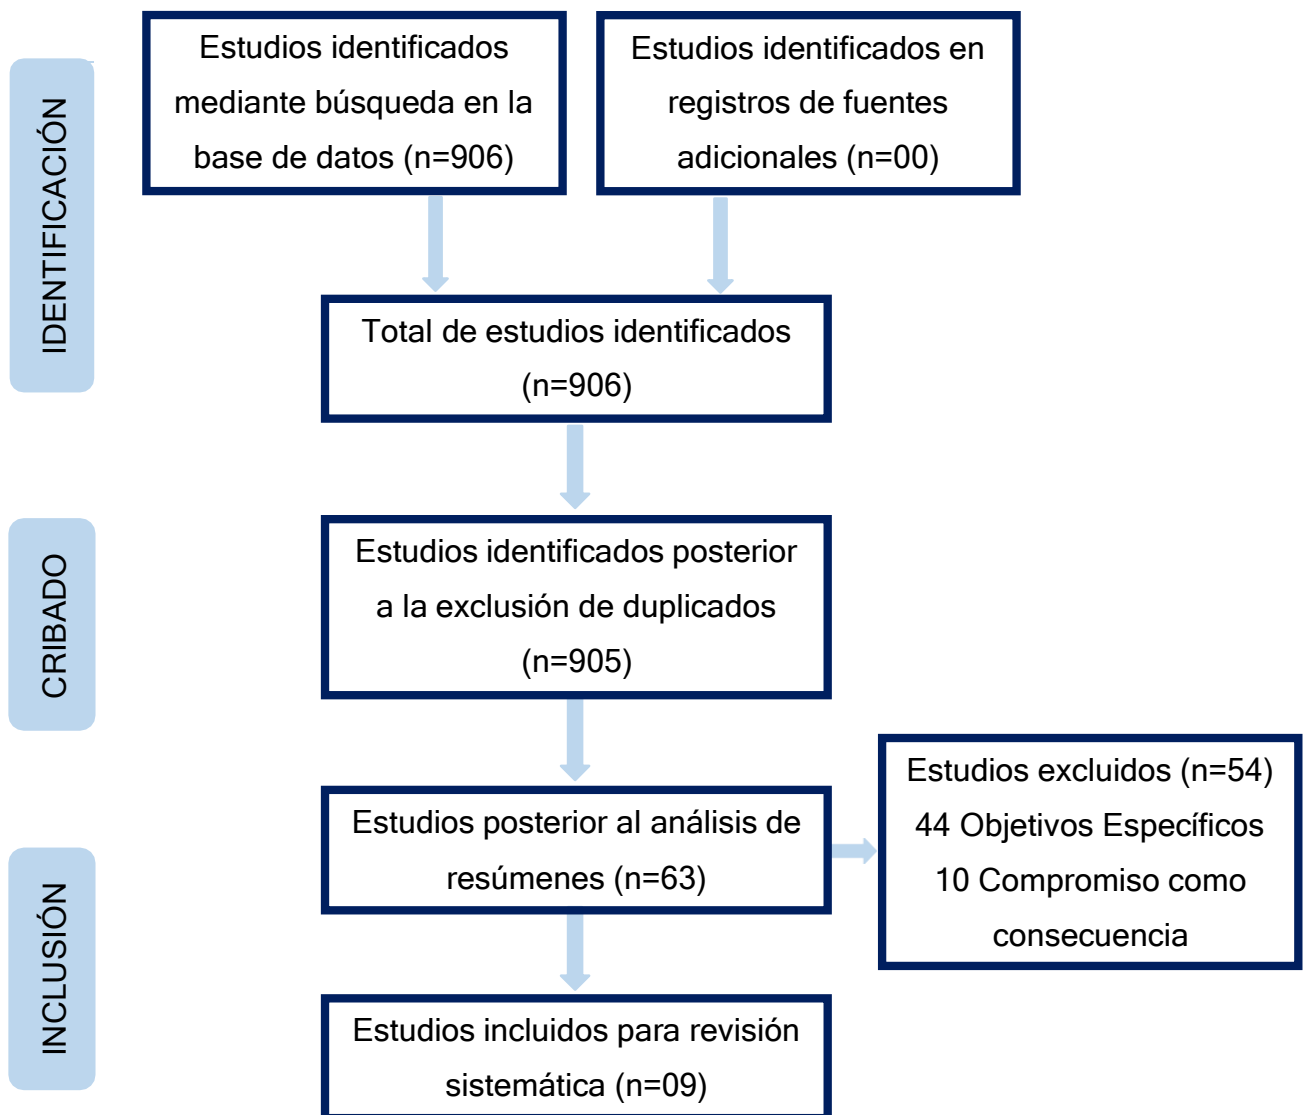 IDENTIFICACIÓN
Estudios identificados
mediante búsqueda en la
base de datos (n=906)
Estudios identificados en
registros de fuentes
adicionales (n=00)
Total de estudios identificados
(n=906)
CRIBADO
Estudios identificados posterior
a la exclusión de duplicados
(n=905)
INCLUSIÓN
Estudios posterior al análisis de
resúmenes (n=63)
Estudios excluidos (n=54)
44 Objetivos Específicos
10 Compromiso como
consecuencia
Estudios incluidos para revisión
sistemática (n=09)